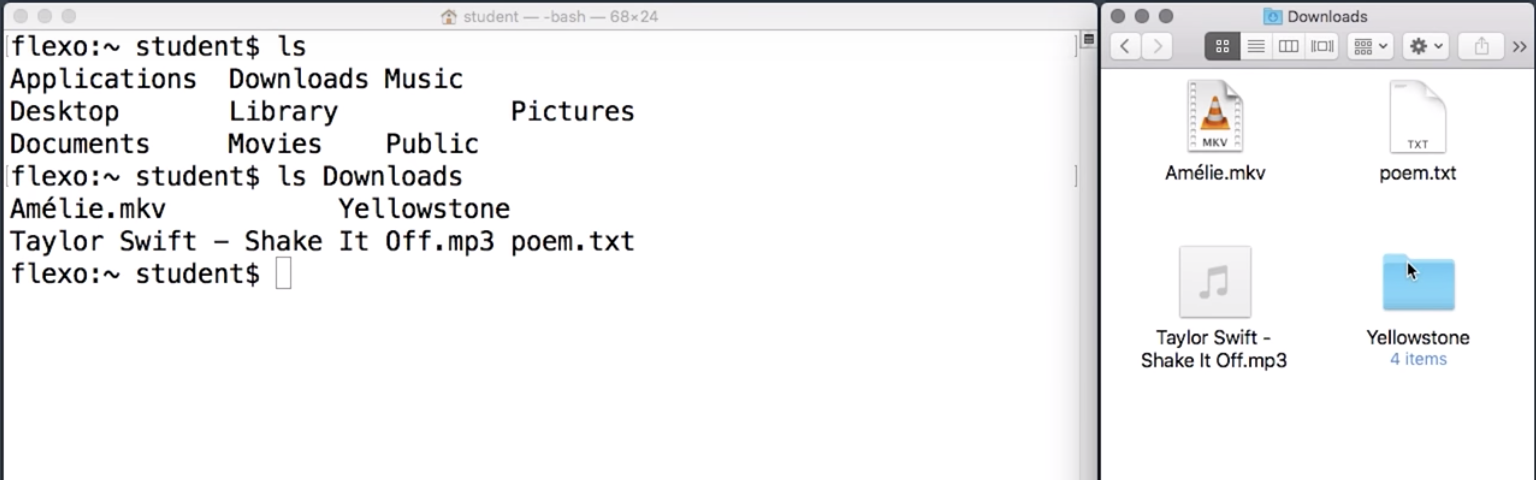 student — -bash — 68×24
flexo:~ student$ ls
Applications Downloads Music
Desktop Library Pictures
Documents Movies Public
flexo:~ student$ ls Downloads
Amélie.mkv Yellowstone
Taylor Swift - Shake It Off.mp3 poem.txt
flexo:~ student$
Downloads
MKV
TXT
Amélie.mkv
poem.txt
Taylor Swift -
Shake It Off.mp3
Yellowstone
4 items